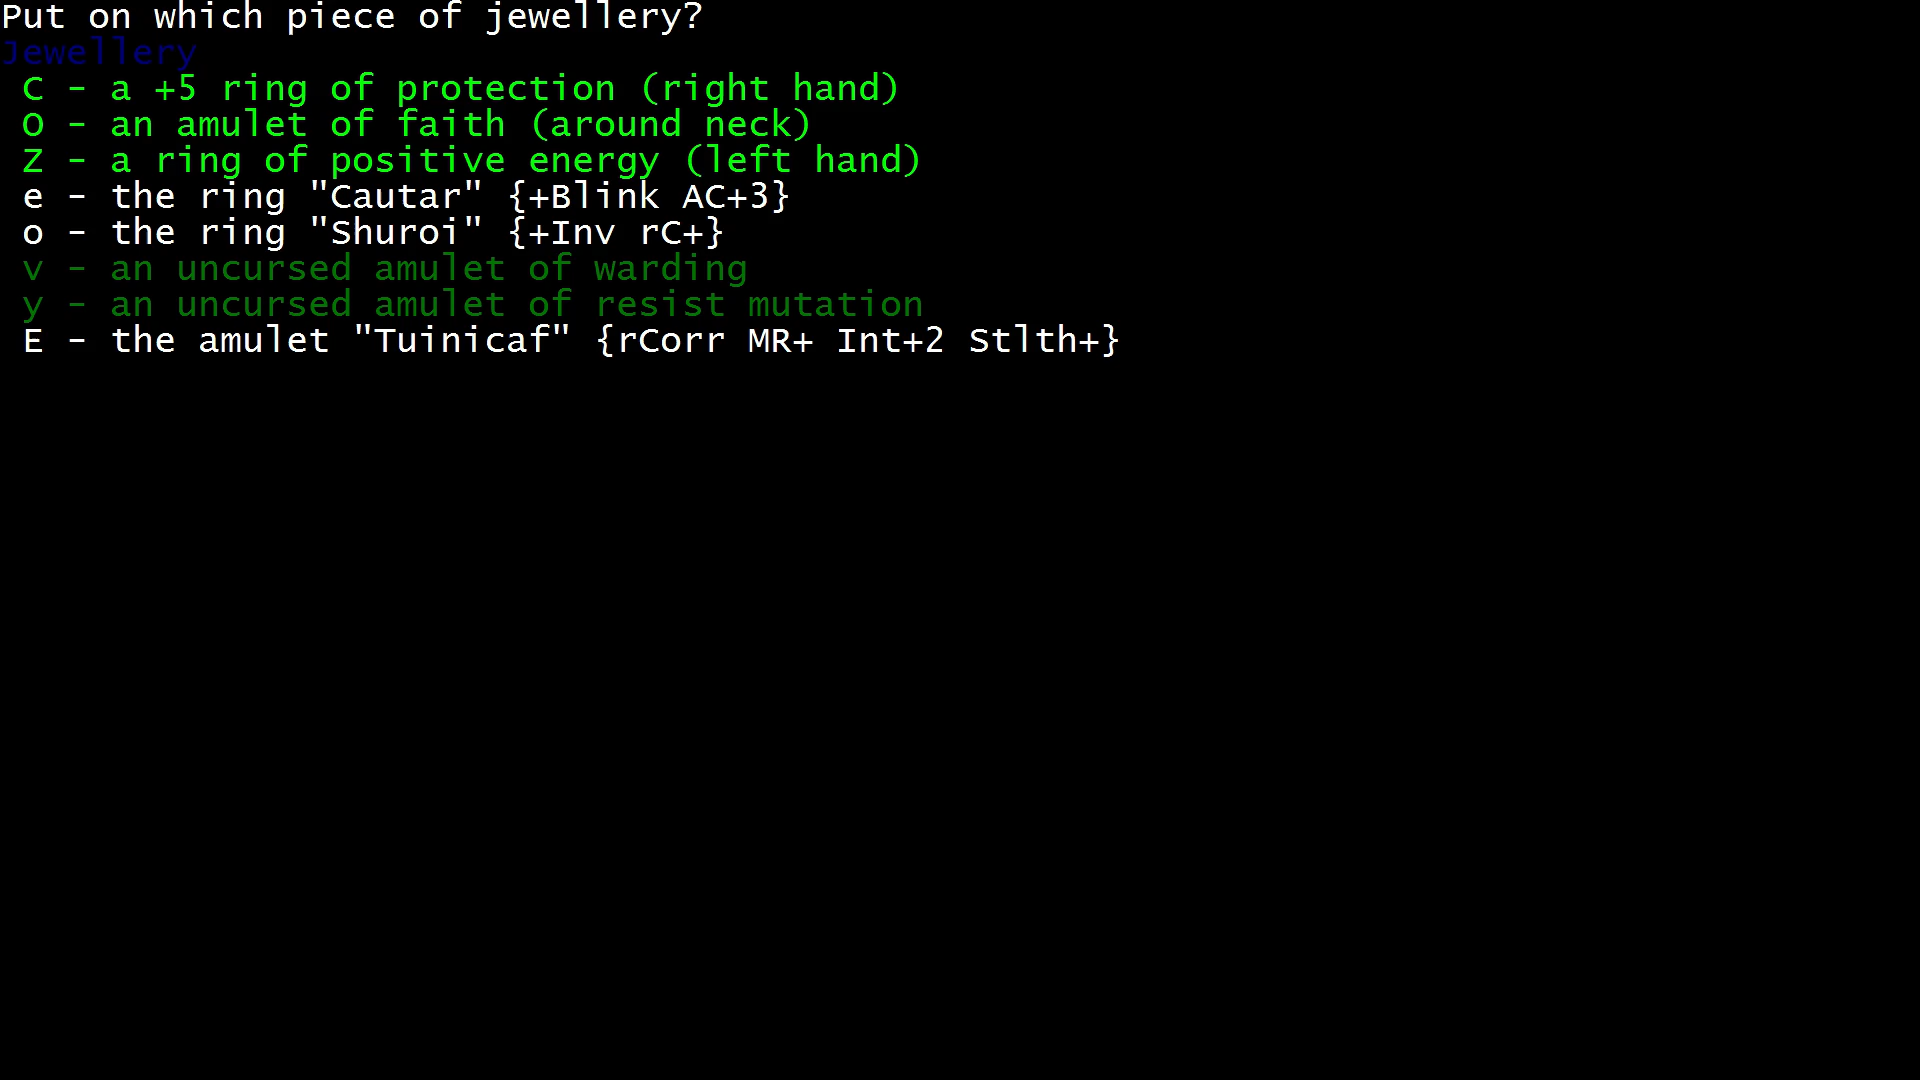 Put on which piece of jewellery?
Jewellery
C - a +5 ring of protection (right hand)
O - an amulet of faith (around neck)
Z - a ring of positive energy (left hand)
e - the ring "Cautar" {+Blink AC+3}
o - the ring "Shuroi" {+Inv rC+}
v - an uncursed amulet of warding
y - an uncursed amulet of resist mutation
E - the amulet "Tuinicaf" {rCorr MR+ Int+2 Stlth+}